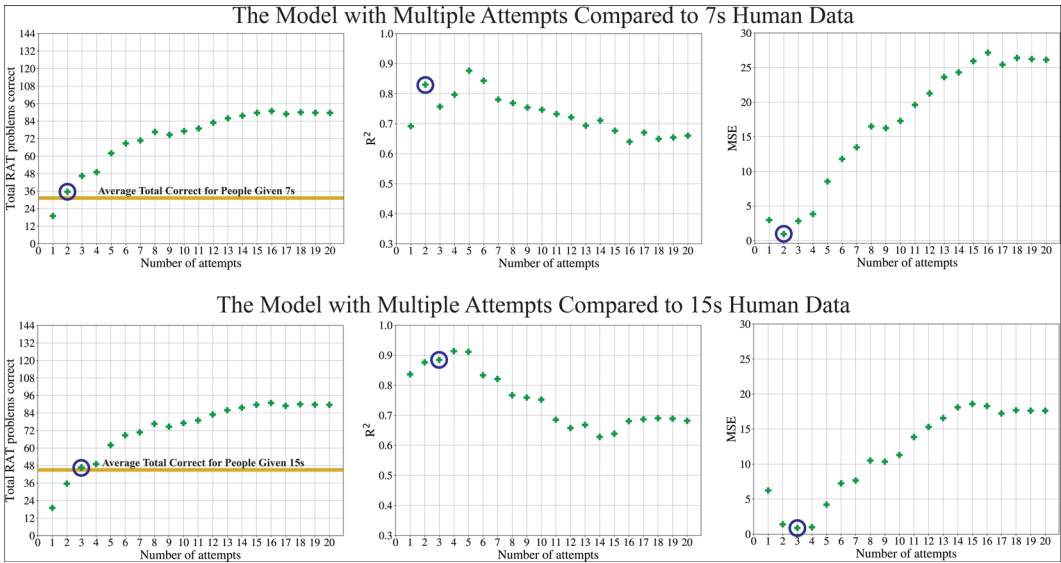 The Model with Multiple Attempts Compared to 7s Human Data
Total RAT problems correct
144
132
120
108
96
84
72
60
48
36
24
12
0
Average Total Correct for People Given 7s
0 1 2 3 4 5 6 7 8 9 10 11 12 13 14 15 16 17 18 19 20
Number of attempts
R²
1.0
0.9
0.8
0.7
0.6
0.5
0.4
0.3
0 1 2 3 4 5 6 7 8 9 10 11 12 13 14 15 16 17 18 19 20
Number of attempts
MSE
30
25
20
15
10
5
0
0 1 2 3 4 5 6 7 8 9 10 11 12 13 14 15 16 17 18 19 20
Number of attempts
The Model with Multiple Attempts Compared to 15s Human Data
Total RAT problems correct
144
132
120
108
96
84
72
60
48
36
24
12
0
Average Total Correct for People Given 15s
0 1 2 3 4 5 6 7 8 9 10 11 12 13 14 15 16 17 18 19 20
Number of attempts
R²
1.0
0.9
0.8
0.7
0.6
0.5
0.4
0.3
0 1 2 3 4 5 6 7 8 9 10 11 12 13 14 15 16 17 18 19 20
Number of attempts
MSE
30
25
20
15
10
5
0
0 1 2 3 4 5 6 7 8 9 10 11 12 13 14 15 16 17 18 19 20
Number of attempts